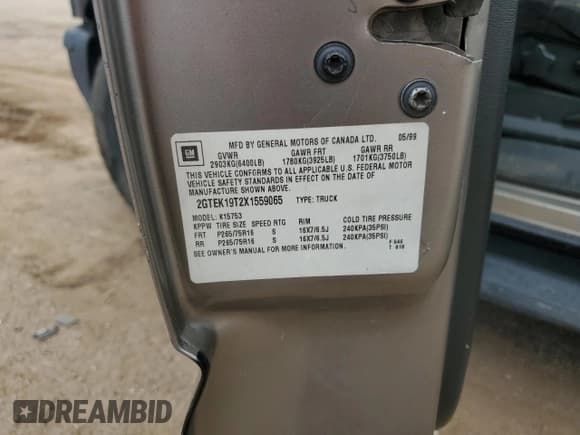 GM
MFD BY GENERAL MOTORS OF CANADA LTD. 05/99
GVWR GAWR FRT GAWR RR
2903KG(6400LB) 1780KG(3925LB) 1701KG(3750LB)
THIS VEHICLE CONFORMS TO ALL APPLICABLE U.S. FEDERAL MOTOR
VEHICLE SAFETY STANDARDS IN EFFECT ON THE DATE OF
MANUFACTURE SHOWN ABOVE.
2GTEK19T2X1559065 TYPE: TRUCK
MODEL: K15753
KPPW TIRE SIZE SPEED RTG RIM COLD TIRE PRESSURE
FRT P265/75R16 S 16X7/6.5J 240KPA(35PSI)
RR P265/75R16 S 16X7/6.5J 240KPA(35PSI)
SEE OWNER'S MANUAL FOR MORE INFORMATION.
DREAMBID